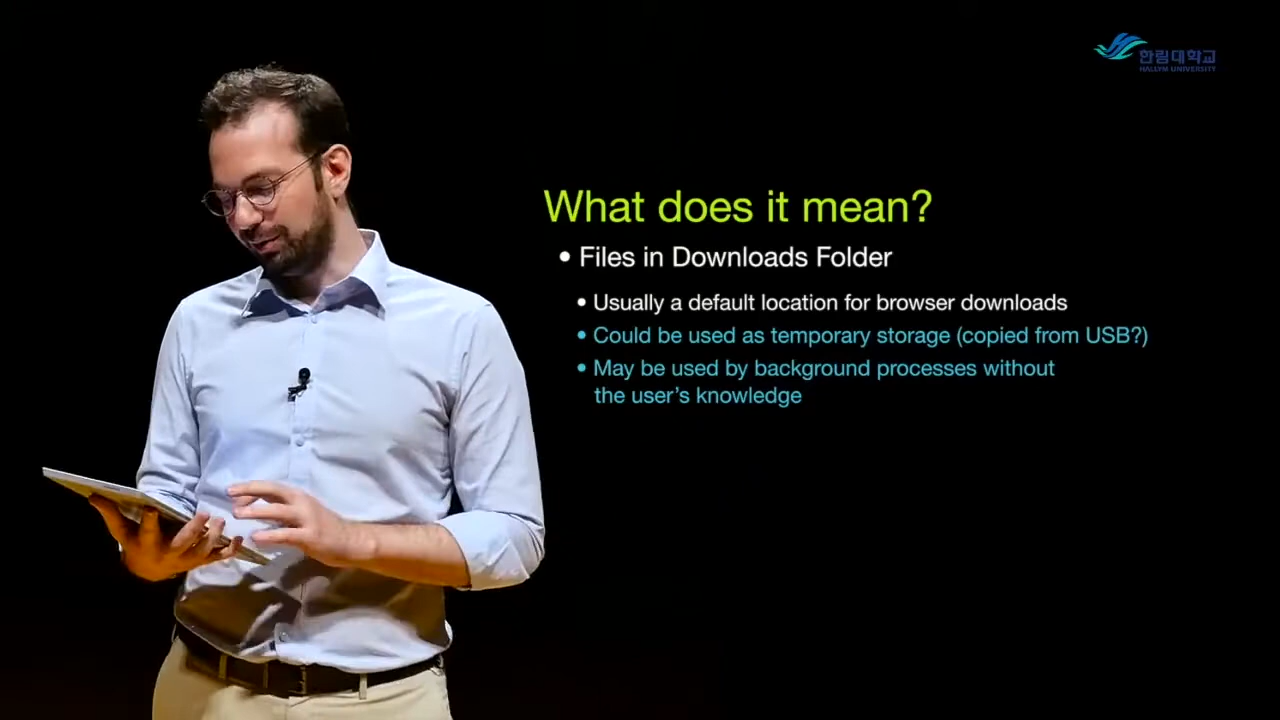 한림대학교
HALLYM UNIVERSITY
What does it mean?
• Files in Downloads Folder
• Usually a default location for browser downloads
• Could be used as temporary storage (copied from USB?)
• May be used by background processes without
the user's knowledge